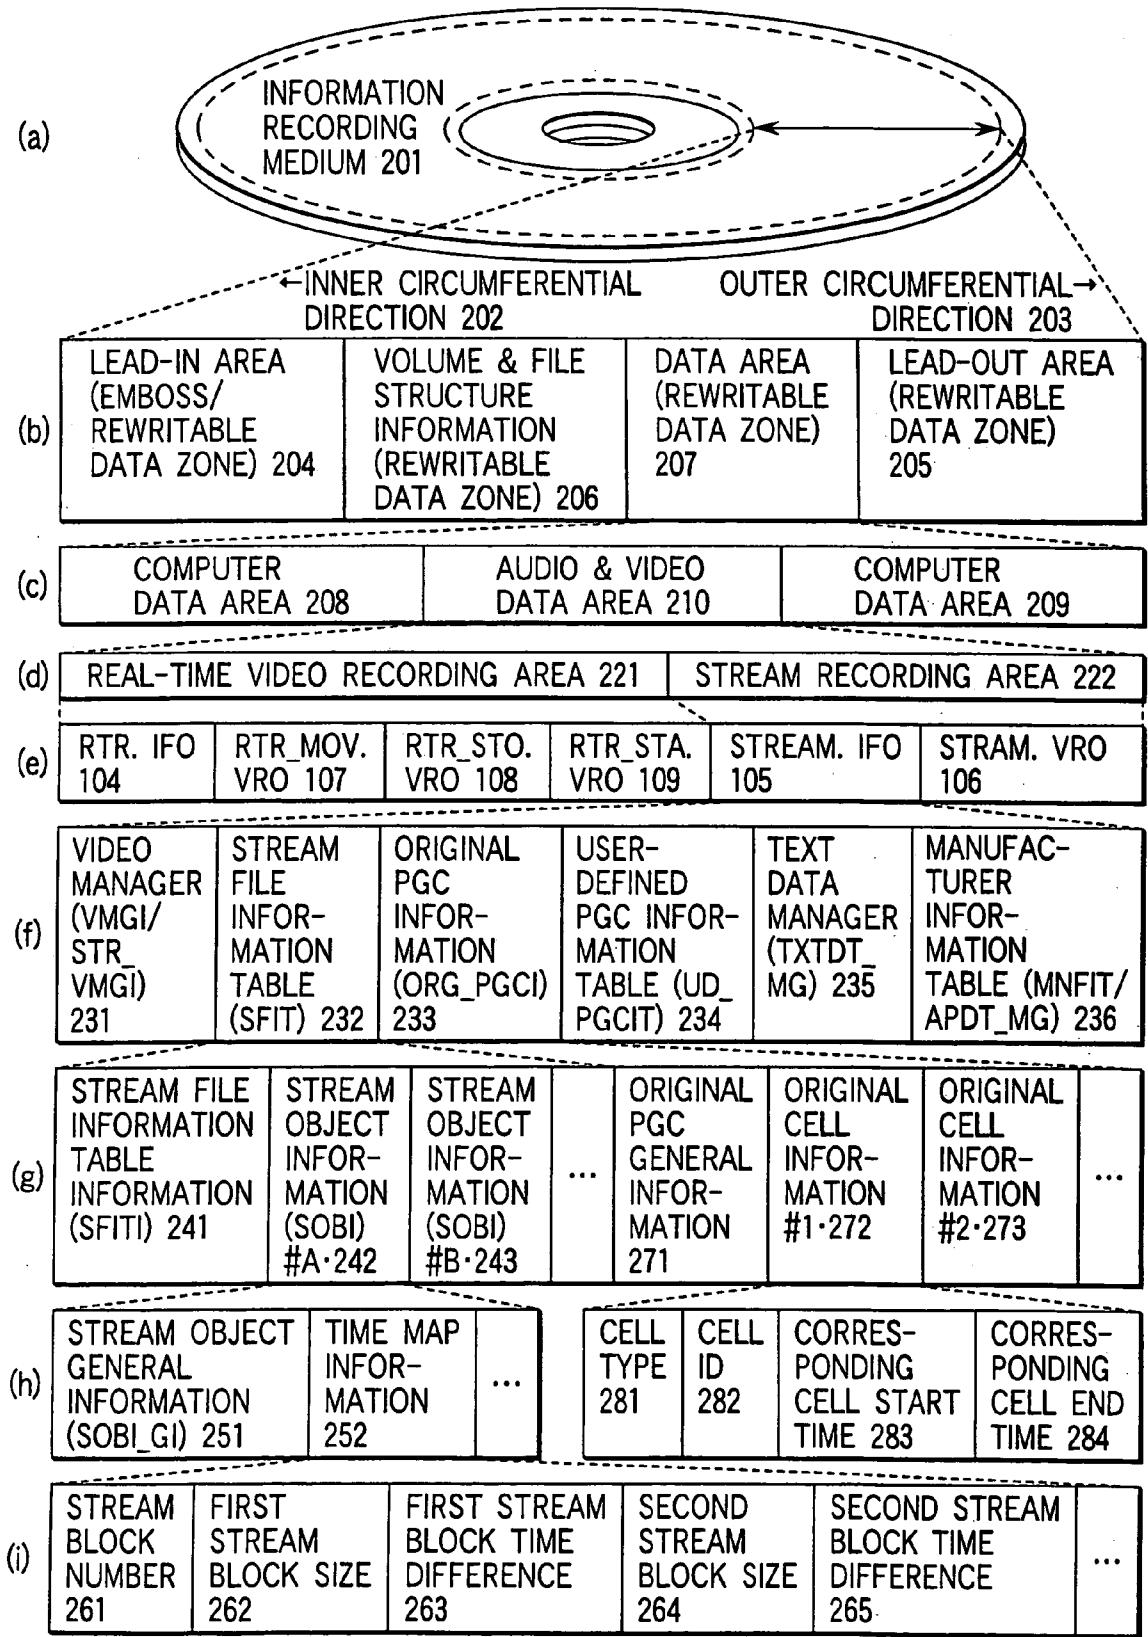 (a)
INFORMATION
RECORDING
MEDIUM 201
←INNER CIRCUMFERENTIAL
DIRECTION 202
OUTER CIRCUMFERENTIAL→
DIRECTION 203
(b)
LEAD-IN AREA
(EMBOSS/
REWRITABLE
DATA ZONE) 204
VOLUME & FILE
STRUCTURE
INFORMATION
(REWRITABLE
DATA ZONE) 206
DATA AREA
(REWRITABLE
DATA ZONE)
207
LEAD-OUT AREA
(REWRITABLE
DATA ZONE)
205
(c)
COMPUTER
DATA AREA 208
AUDIO & VIDEO
DATA AREA 210
COMPUTER
DATA AREA 209
(d)
REAL-TIME VIDEO RECORDING AREA 221
STREAM RECORDING AREA 222
(e)
RTR. IFO
104
RTR_MOV.
VRO 107
RTR_STO.
VRO 108
RTR_STA.
VRO 109
STREAM. IFO
105
STRAM. VRO
106
(f)
VIDEO
MANAGER
(VMGI/
STR_
VMGI)
231
STREAM
FILE
INFOR-
MATION
TABLE
(SFIT) 232
ORIGINAL
PGC
INFOR-
MATION
(ORG_PGCI)
233
USER-
DEFINED
PGC INFOR-
MATION
TABLE (UD_
PGCIT) 234
TEXT
DATA
MANAGER
(TXTDT_
MG) 235
MANUFAC-
TURER
INFOR-
MATION
TABLE (MNFIT/
APDT_MG) 236
(g)
STREAM FILE
INFORMATION
TABLE
INFORMATION
(SFITI) 241
STREAM
OBJECT
INFOR-
MATION
(SOBI)
#A·242
STREAM
OBJECT
INFOR-
MATION
(SOBI)
#B·243
...
ORIGINAL
PGC
GENERAL
INFOR-
MATION
271
ORIGINAL
CELL
INFOR-
MATION
#1·272
ORIGINAL
CELL
INFOR-
MATION
#2·273
...
(h)
STREAM OBJECT
GENERAL
INFORMATION
(SOBI_GI) 251
TIME MAP
INFOR-
MATION
252
...
CELL
TYPE
281
CELL
ID
282
CORRES-
PONDING
CELL START
TIME 283
CORRES-
PONDING
CELL END
TIME 284
(i)
STREAM
BLOCK
NUMBER
261
FIRST
STREAM
BLOCK SIZE
262
FIRST STREAM
BLOCK TIME
DIFFERENCE
263
SECOND
STREAM
BLOCK SIZE
264
SECOND STREAM
BLOCK TIME
DIFFERENCE
265
...